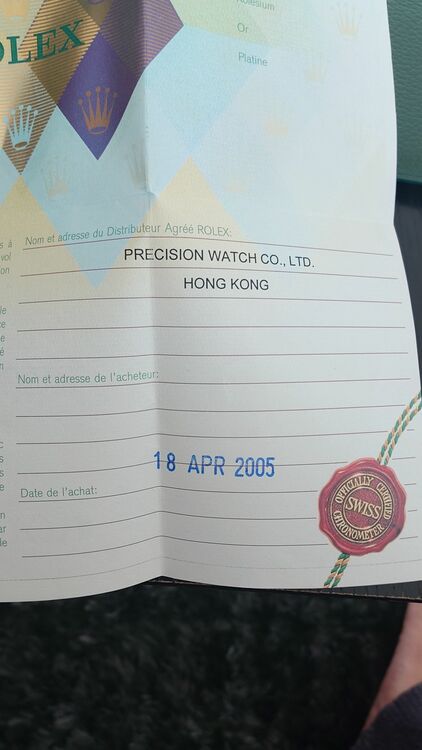 OLEX
Rolesium
Or
Platine
Nom et adresse du Distributeur Agréé ROLEX:
PRECISION WATCH CO., LTD.
HONG KONG
Nom et adresse de l'acheteur:
18 APR 2005
Date de l'achat:
OFFICIALLY CERTIFIED
SWISS
CHRONOMETER